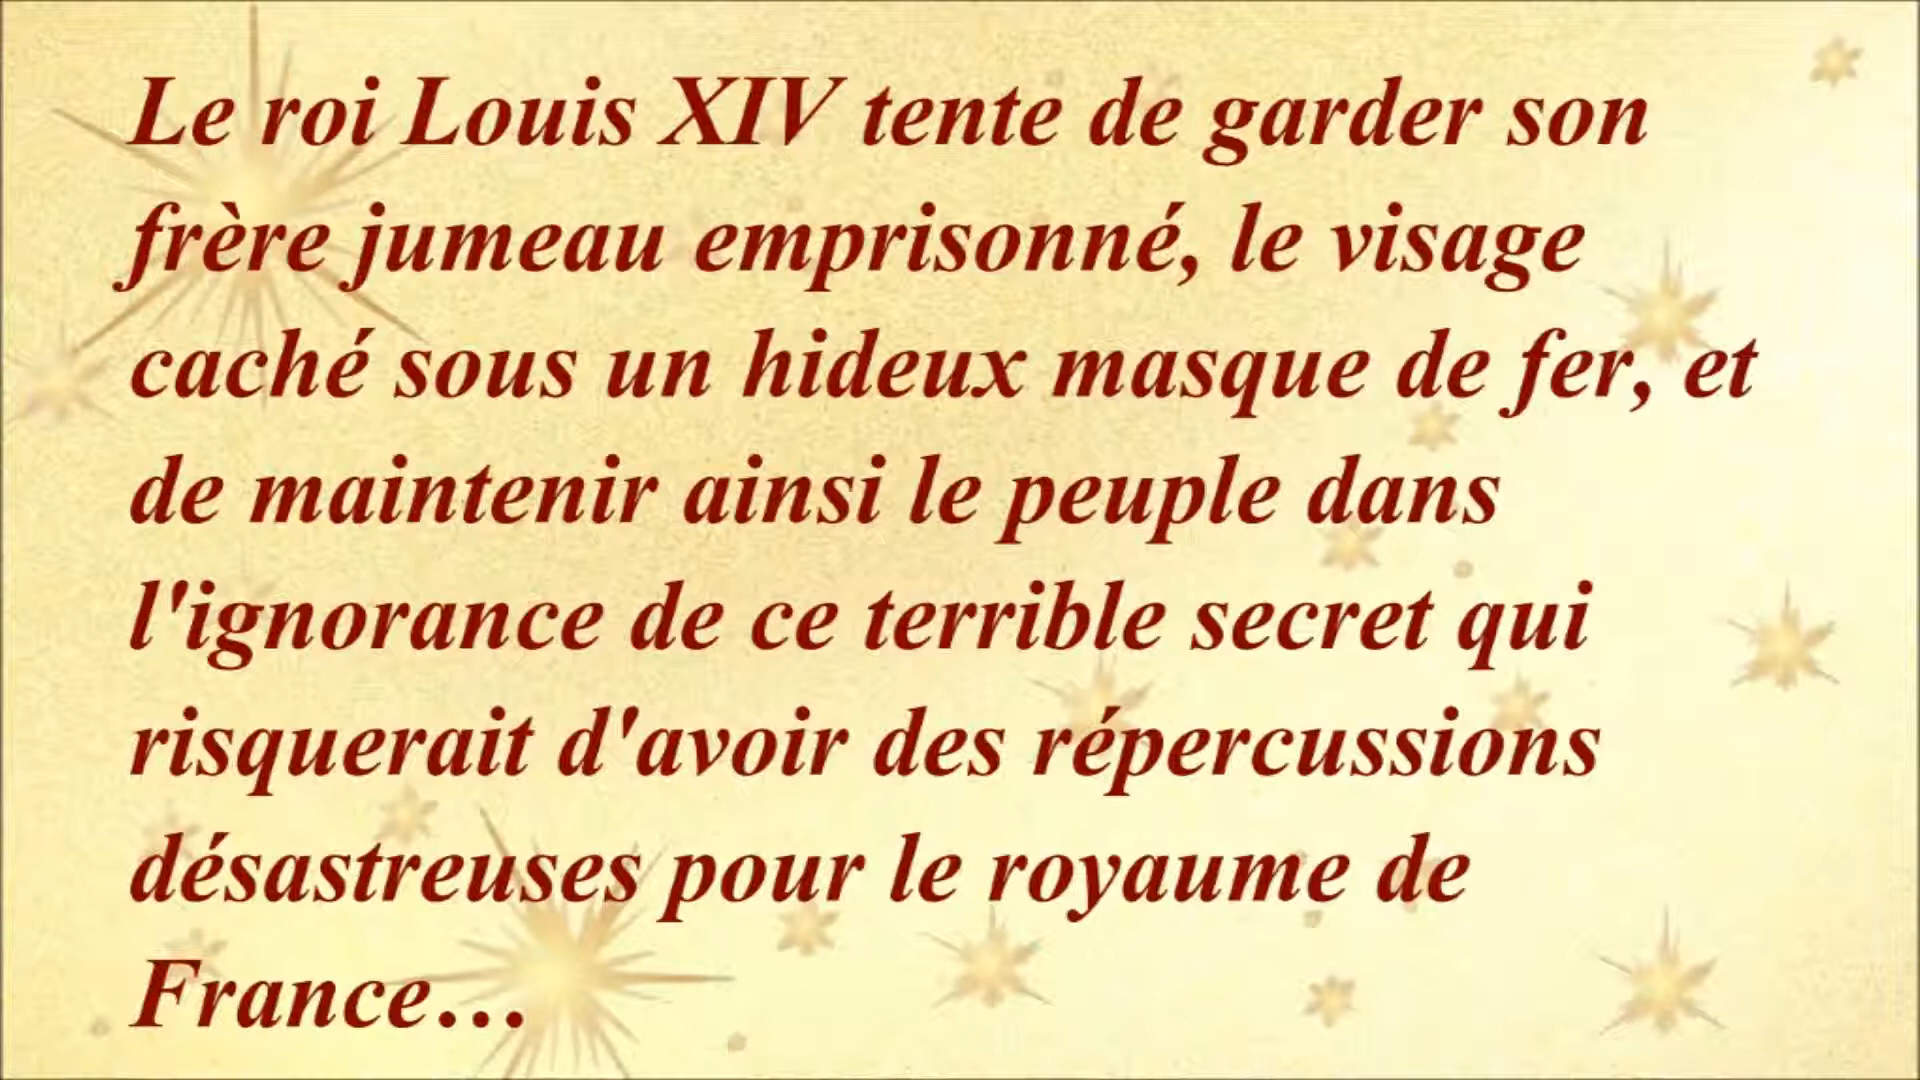 Le roi Louis XIV tente de garder son
frère jumeau emprisonné, le visage
caché sous un hideux masque de fer, et
de maintenir ainsi le peuple dans
l'ignorance de ce terrible secret qui
risquerait d'avoir des répercussions
désastreuses pour le royaume de
France…